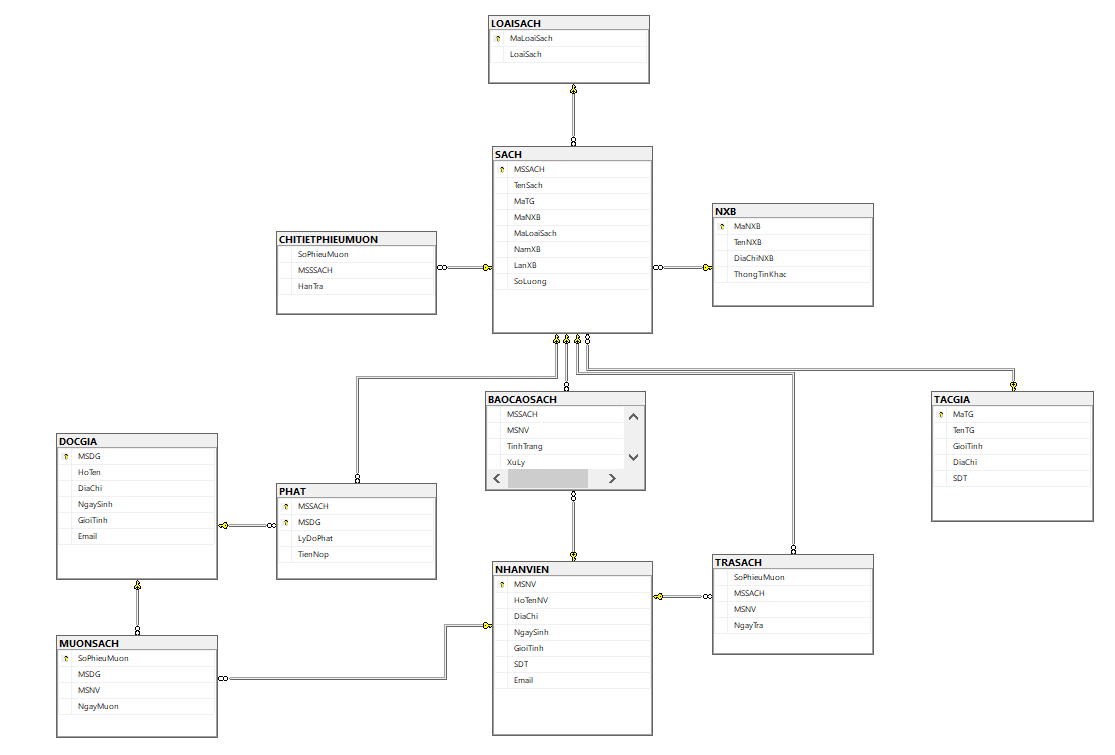 LOAISACH
MaLoaiSach
LoaiSach
SACH
MSSACH
TenSach
MaTG
MaNXB
MaLoaiSach
NamXB
LanXB
SoLuong
NXB
MaNXB
TenNXB
DiaChiNXB
ThongTinKhac
CHITIETPHIEUMUON
SoPhieuMuon
MSSSACH
HanTra
BAOCAOSACH
MSSACH
MSNV
TinhTrang
XuLy
TACGIA
MaTG
TenTG
GioiTinh
DiaChi
SDT
DOCGIA
MSDG
HoTen
DiaChi
NgaySinh
GioiTinh
Email
PHAT
MSSACH
MSDG
LyDoPhat
TienNop
NHANVIEN
MSNV
HoTenNV
DiaChi
NgaySinh
GioiTinh
SDT
Email
TRASACH
SoPhieuMuon
MSSACH
MSNV
NgayTra
MUONSACH
SoPhieuMuon
MSDG
MSNV
NgayMuon